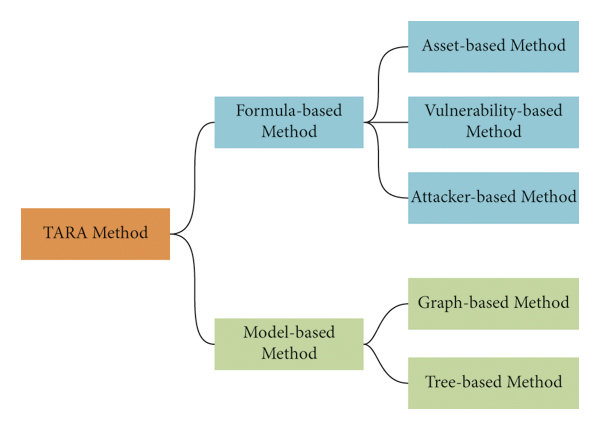 TARA Method
Formula-based
Method
Asset-based Method
Vulnerability-based
Method
Attacker-based Method
Model-based
Method
Graph-based Method
Tree-based Method